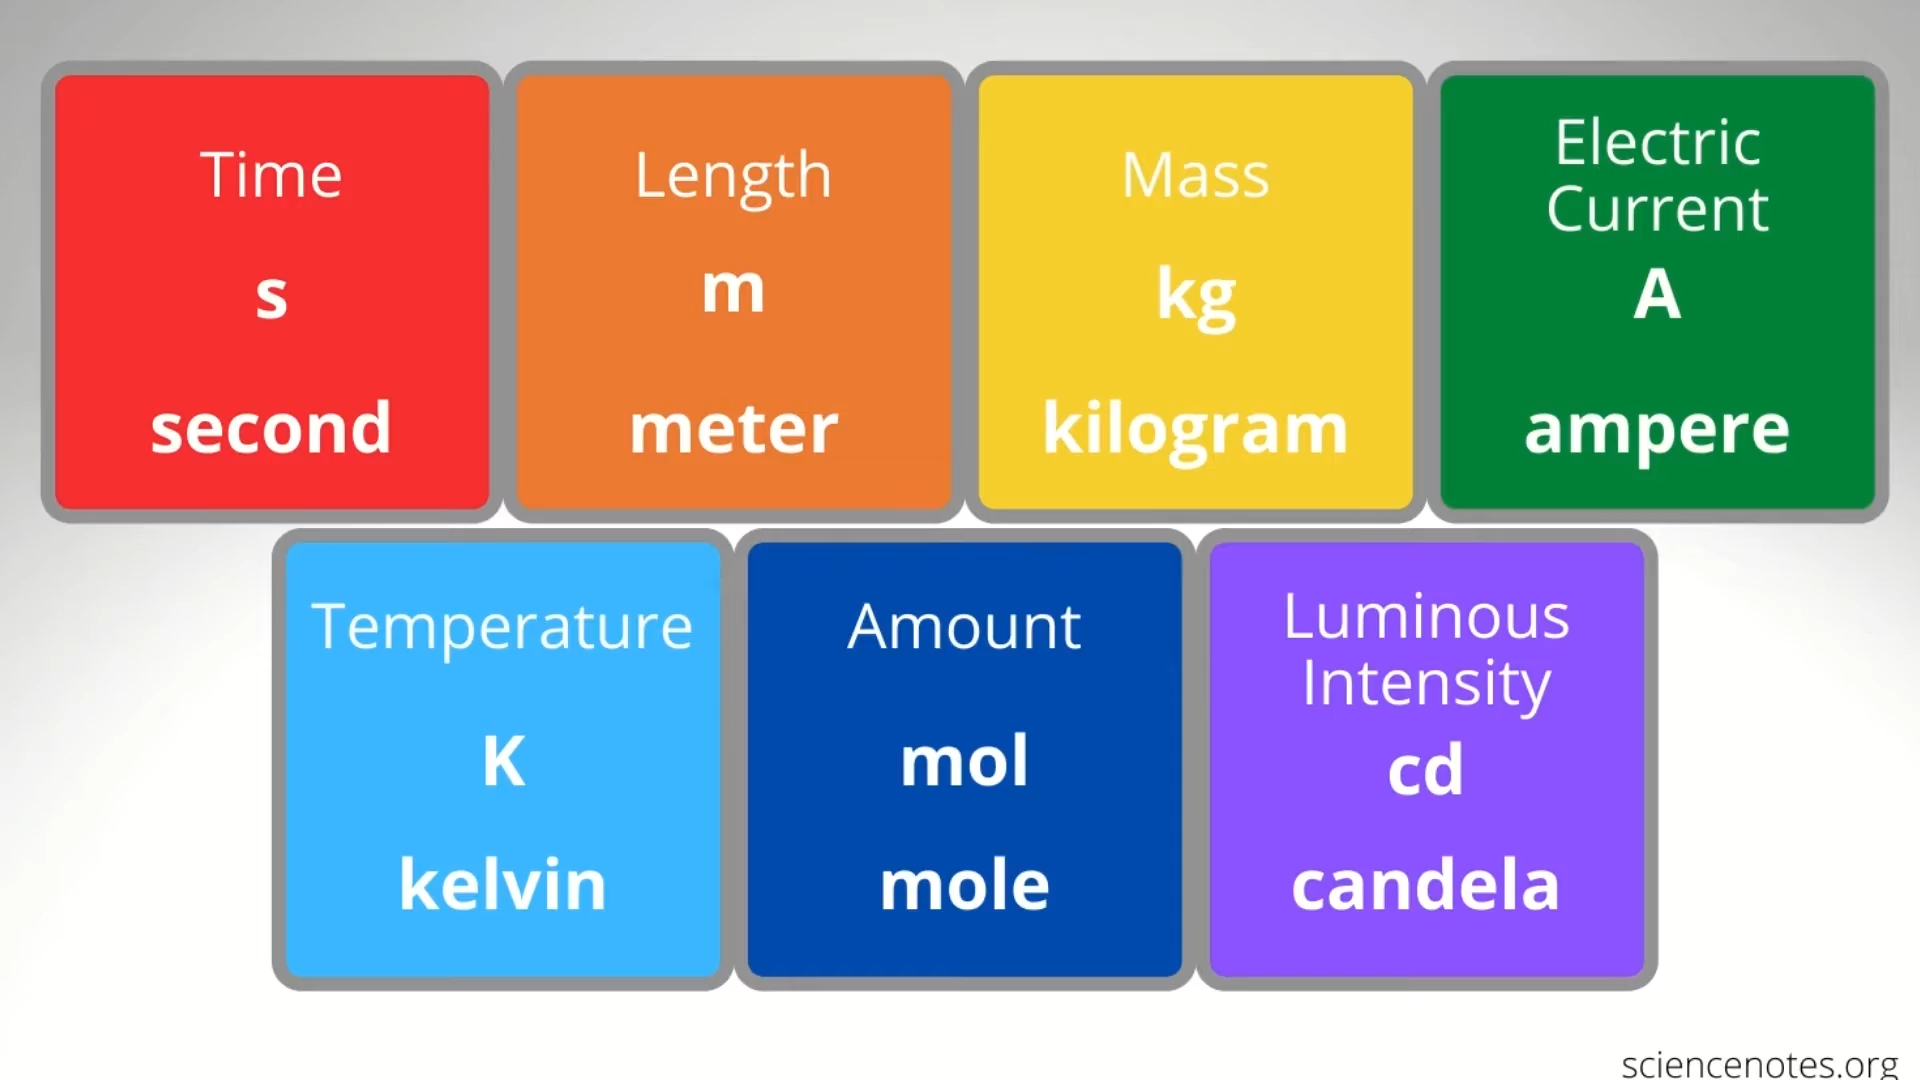 Time
s
second
Length
m
meter
Mass
kg
kilogram
Electric
Current
A
ampere
Temperature
K
kelvin
Amount
mol
mole
Luminous
Intensity
cd
candela
sciencenotes.org